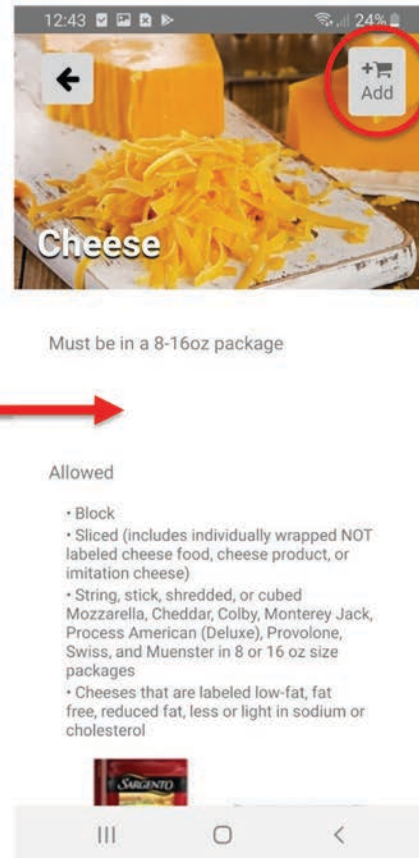 12:43
24%
Add
Cheese
Must be in a 8-16oz package
Allowed
• Block
• Sliced (includes individually wrapped NOT
labeled cheese food, cheese product, or
imitation cheese)
• String, stick, shredded, or cubed
Mozzarella, Cheddar, Colby, Monterey Jack,
Process American (Deluxe), Provolone,
Swiss, and Muenster in 8 or 16 oz size
packages
• Cheeses that are labeled low-fat, fat
free, reduced fat, less or light in sodium or
cholesterol
SARGENTO